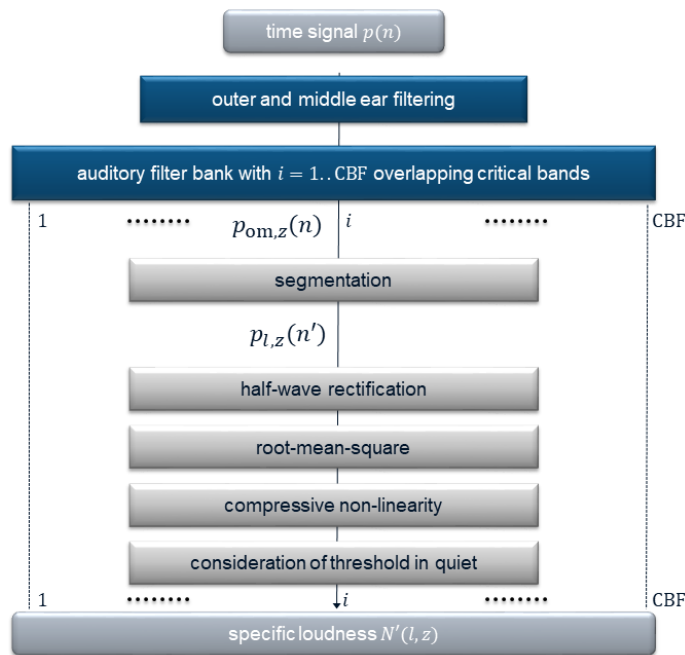 time signal p(n)
outer and middle ear filtering
auditory filter bank with i = 1..CBF overlapping critical bands
1 ········ p_om,z(n) i ········ CBF
segmentation
p_l,z(n′)
half-wave rectification
root-mean-square
compressive non-linearity
consideration of threshold in quiet
1 ········ i ········ CBF
specific loudness N′(l, z)